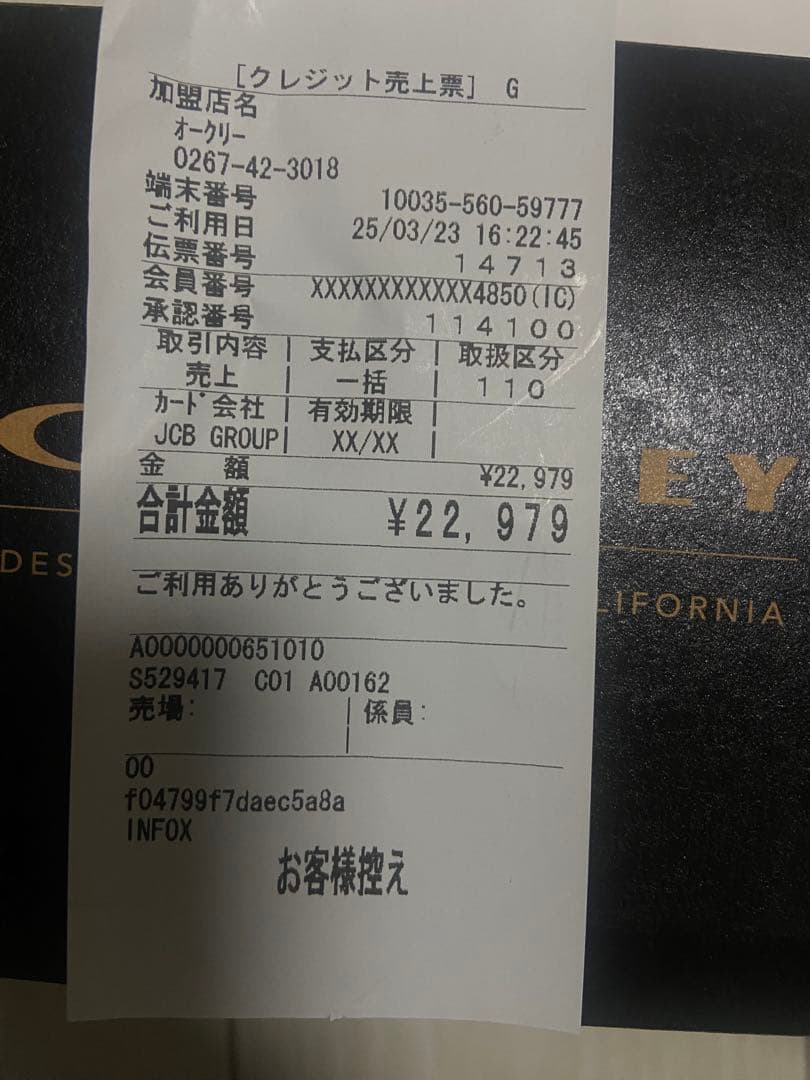 [クレジット売上票] G
加盟店名
ｵｰｸﾘｰ
0267-42-3018
端末番号 10035-560-59777
ご利用日 25/03/23 16:22:45
伝票番号 14713
会員番号 XXXXXXXXXXXX4850(IC)
承認番号 114100
取引内容 | 支払区分 | 取扱区分
売上 | 一括 | 110
ｶｰﾄﾞ会社 | 有効期限 |
JCB GROUP| XX/XX |
金 額 ¥22,979
合計金額 ¥22,979
ご利用ありがとうございました。
A0000000651010
S529417 C01 A00162
売場: | 係員:
00
f04799f7daec5a8a
INFOX
お客様控え
EY
DES
LIFORNIA